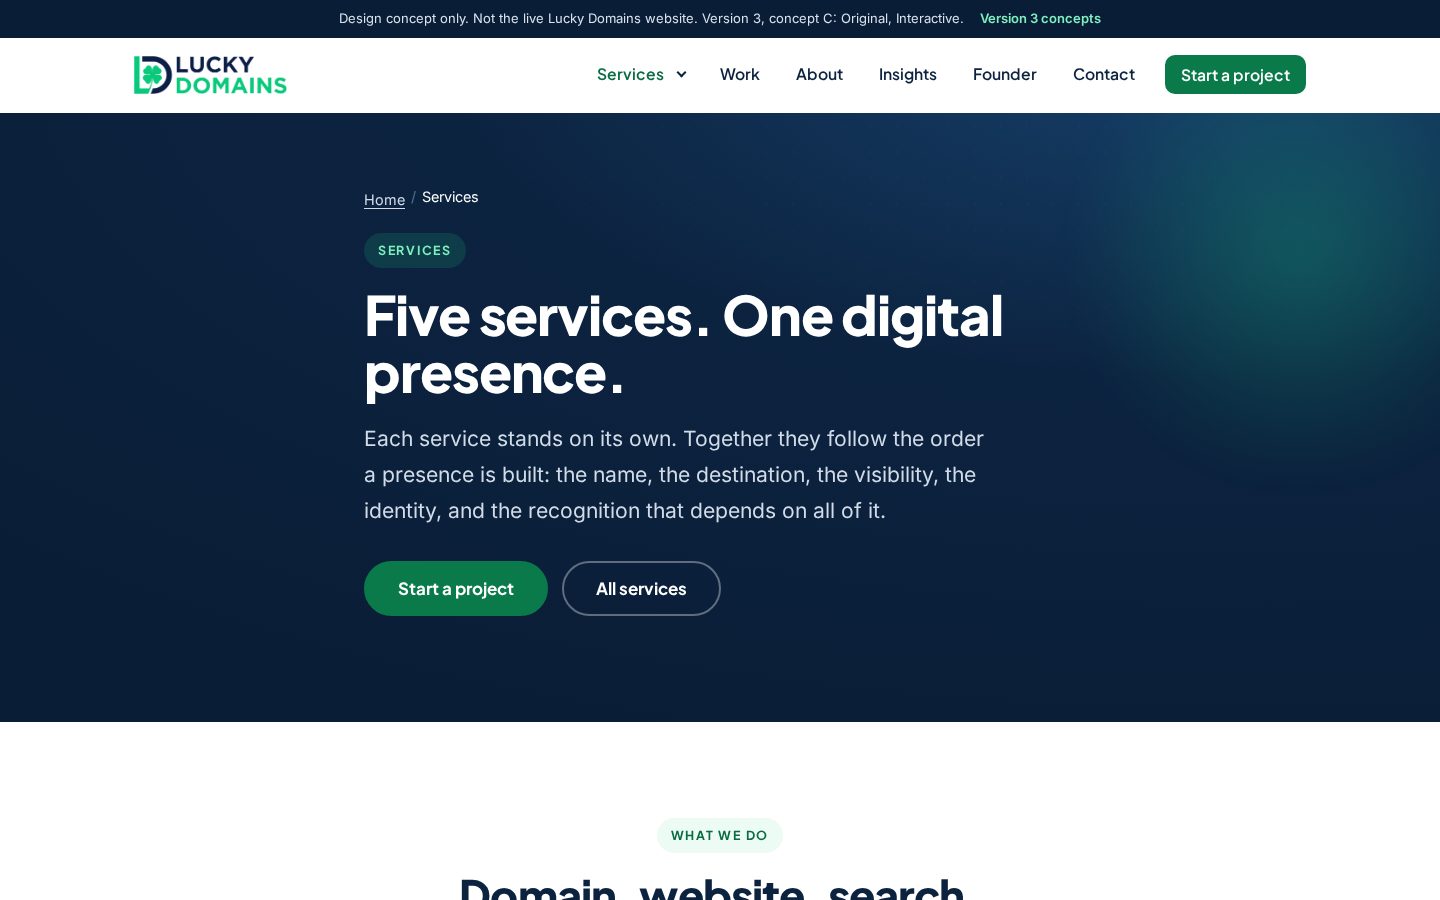 Design concept only. Not the live Lucky Domains website. Version 3, concept C: Original, Interactive. Version 3 concepts
LUCKY
DOMAINS
Services Work About Insights Founder Contact Start a project
Home / Services
SERVICES
Five services. One digital
presence.
Each service stands on its own. Together they follow the order
a presence is built: the name, the destination, the visibility, the
identity, and the recognition that depends on all of it.
Start a project All services
WHAT WE DO
Domain, website, search,